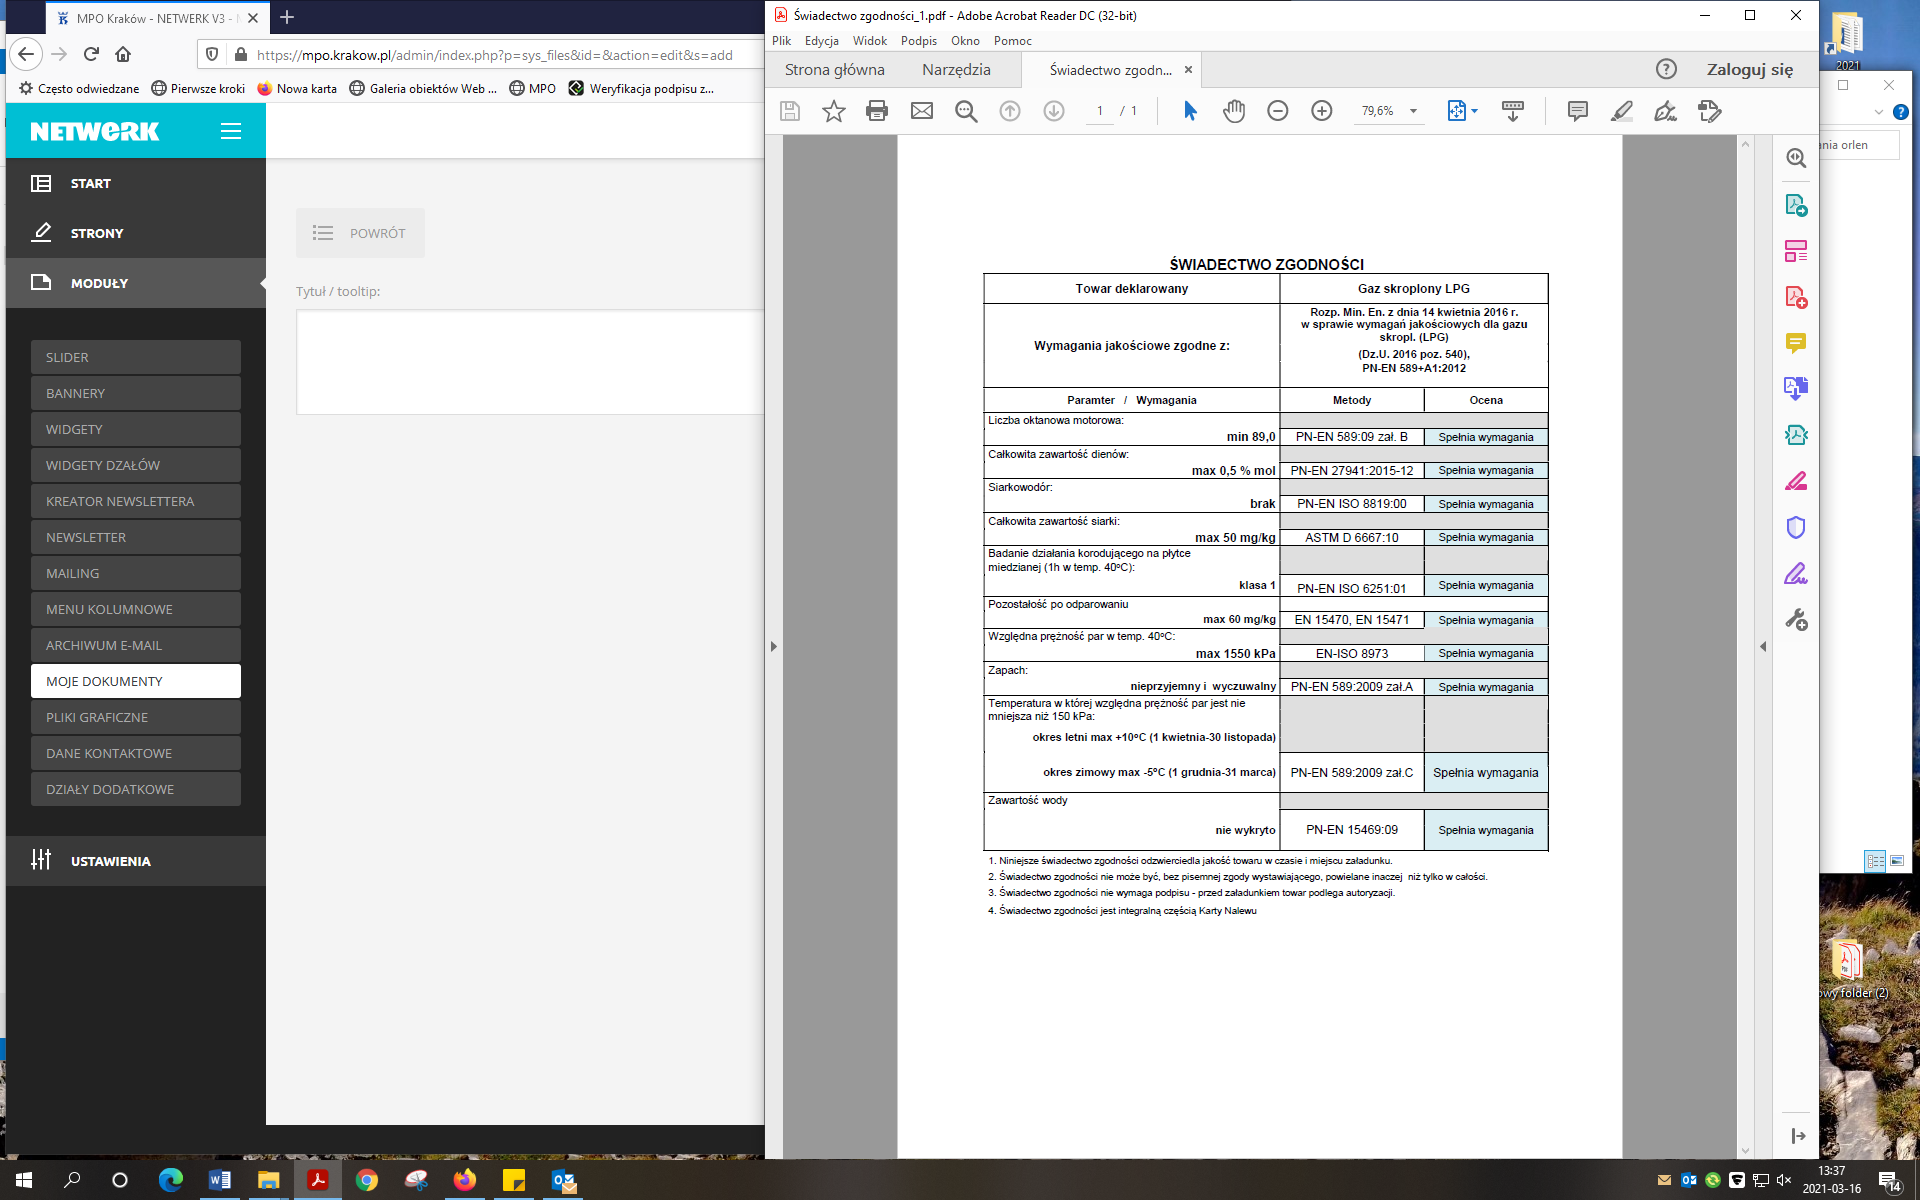 MPO Kraków - NETWERK V3 -
https://mpo.krakow.pl/admin/index.php?p=sys_files&id=&action=edit&s=add
Często odwiedzane
Pierwsze kroki
Nowa karta
Galeria obiektów Web ...
MPO
Weryfikacja podpisu z...
NETWERK
START
STRONY
MODUŁY
SLIDER
BANNERY
WIDGETY
WIDGETY DZAŁÓW
KREATOR NEWSLETTERA
NEWSLETTER
MAILING
MENU KOLUMNOWE
ARCHIWUM E-MAIL
MOJE DOKUMENTY
PLIKI GRAFICZNE
DANE KONTAKTOWE
DZIAŁY DODATKOWE
USTAWIENIA
POWRÓT
Tytuł / tooltip:
Świadectwo zgodności_1.pdf - Adobe Acrobat Reader DC (32-bit)
Plik Edycja Widok Podpis Okno Pomoc
Strona główna Narzędzia Świadectwo zgodn... Zaloguj się
1 / 1 79,6%
ŚWIADECTWO ZGODNOŚCI
Towar deklarowany
Gaz skroplony LPG
Wymagania jakościowe zgodne z:
Rozp. Min. En. z dnia 14 kwietnia 2016 r.
w sprawie wymagań jakościowych dla gazu
skropl. (LPG)
(Dz.U. 2016 poz. 540),
PN-EN 589+A1:2012
Paramter / Wymagania Metody Ocena
Liczba oktanowa motorowa:
min 89,0 PN-EN 589:09 zał. B Spełnia wymagania
Całkowita zawartość dienów:
max 0,5 % mol PN-EN 27941:2015-12 Spełnia wymagania
Siarkowodór:
brak PN-EN ISO 8819:00 Spełnia wymagania
Całkowita zawartość siarki:
max 50 mg/kg ASTM D 6667:10 Spełnia wymagania
Badanie działania korodującego na płytce
miedzianej (1h w temp. 40ºC):
klasa 1 PN-EN ISO 6251:01 Spełnia wymagania
Pozostałość po odparowaniu
max 60 mg/kg EN 15470, EN 15471 Spełnia wymagania
Względna prężność par w temp. 40ºC:
max 1550 kPa EN-ISO 8973 Spełnia wymagania
Zapach:
nieprzyjemny i wyczuwalny PN-EN 589:2009 zał.A Spełnia wymagania
Temperatura w której względna prężność par jest nie
mniejsza niż 150 kPa:
okres letni max +10ºC (1 kwietnia-30 listopada)
okres zimowy max -5ºC (1 grudnia-31 marca) PN-EN 589:2009 zał.C Spełnia wymagania
Zawartość wody
nie wykryto PN-EN 15469:09 Spełnia wymagania
1. Niniejsze świadectwo zgodności odzwierciedla jakość towaru w czasie i miejscu załadunku.
2. Świadectwo zgodności nie może być, bez pisemnej zgody wystawiającego, powielane inaczej niż tylko w całości.
3. Świadectwo zgodności nie wymaga podpisu - przed załadunkiem towar podlega autoryzacji.
4. Świadectwo zgodności jest integralną częścią Karty Nalewu
2021
ania orlen
owy folder (2)
13:37
2021-03-16
14